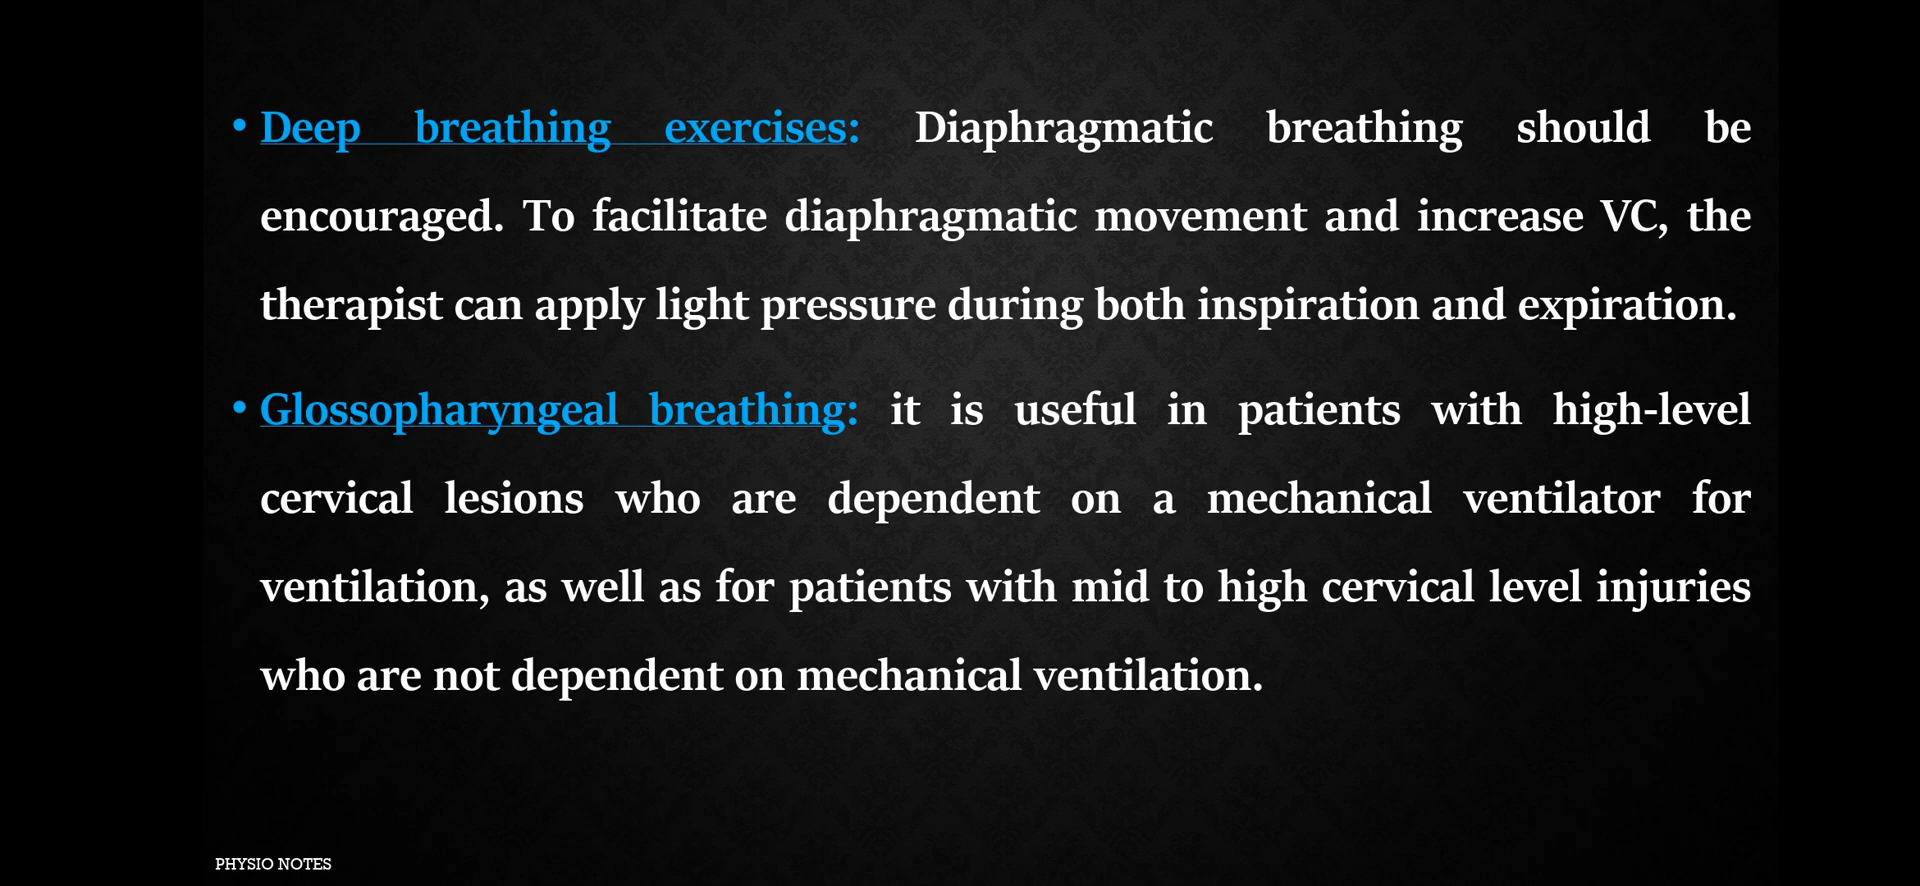 • Deep breathing exercises: Diaphragmatic breathing should be
encouraged. To facilitate diaphragmatic movement and increase VC, the
therapist can apply light pressure during both inspiration and expiration.
• Glossopharyngeal breathing: it is useful in patients with high-level
cervical lesions who are dependent on a mechanical ventilator for
ventilation, as well as for patients with mid to high cervical level injuries
who are not dependent on mechanical ventilation.
PHYSIO NOTES